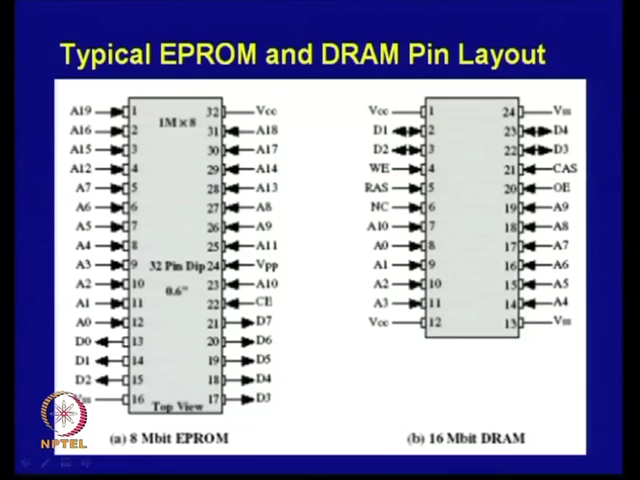 Typical EPROM and DRAM Pin Layout
A19 1 1M × 8 32 Vcc
A16 2 31 A18
A15 3 30 A17
A12 4 29 A14
A7 5 28 A13
A6 6 27 A8
A5 7 26 A9
A4 8 25 A11
A3 9 32 Pin Dip 24 Vpp
A2 10 0.6" 23 A10
A1 11 22 CE
A0 12 21 D7
D0 13 20 D6
D1 14 19 D5
D2 15 18 D4
Vss 16 Top View 17 D3
(a) 8 Mbit EPROM
Vcc 1 24 Vss
D1 2 23 D4
D2 3 22 D3
WE 4 21 CAS
RAS 5 20 OE
NC 6 19 A9
A10 7 18 A8
A0 8 17 A7
A1 9 16 A6
A2 10 15 A5
A3 11 14 A4
Vcc 12 13 Vss
(b) 16 Mbit DRAM
NPTEL